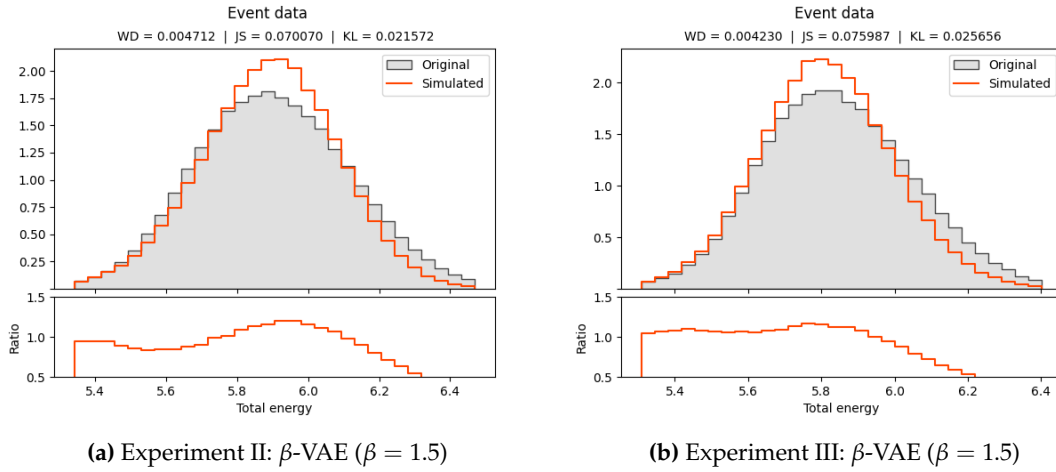 Event data
WD = 0.004712 | JS = 0.070070 | KL = 0.021572
Original
Simulated
2.00
1.75
1.50
1.25
1.00
0.75
0.50
0.25
1.5
1.0
0.5
Ratio
5.4 5.6 5.8 6.0 6.2 6.4
Total energy
(a) Experiment II: β-VAE (β = 1.5)
Event data
WD = 0.004230 | JS = 0.075987 | KL = 0.025656
Original
Simulated
2.0
1.5
1.0
0.5
1.5
1.0
0.5
Ratio
5.4 5.6 5.8 6.0 6.2 6.4
Total energy
(b) Experiment III: β-VAE (β = 1.5)